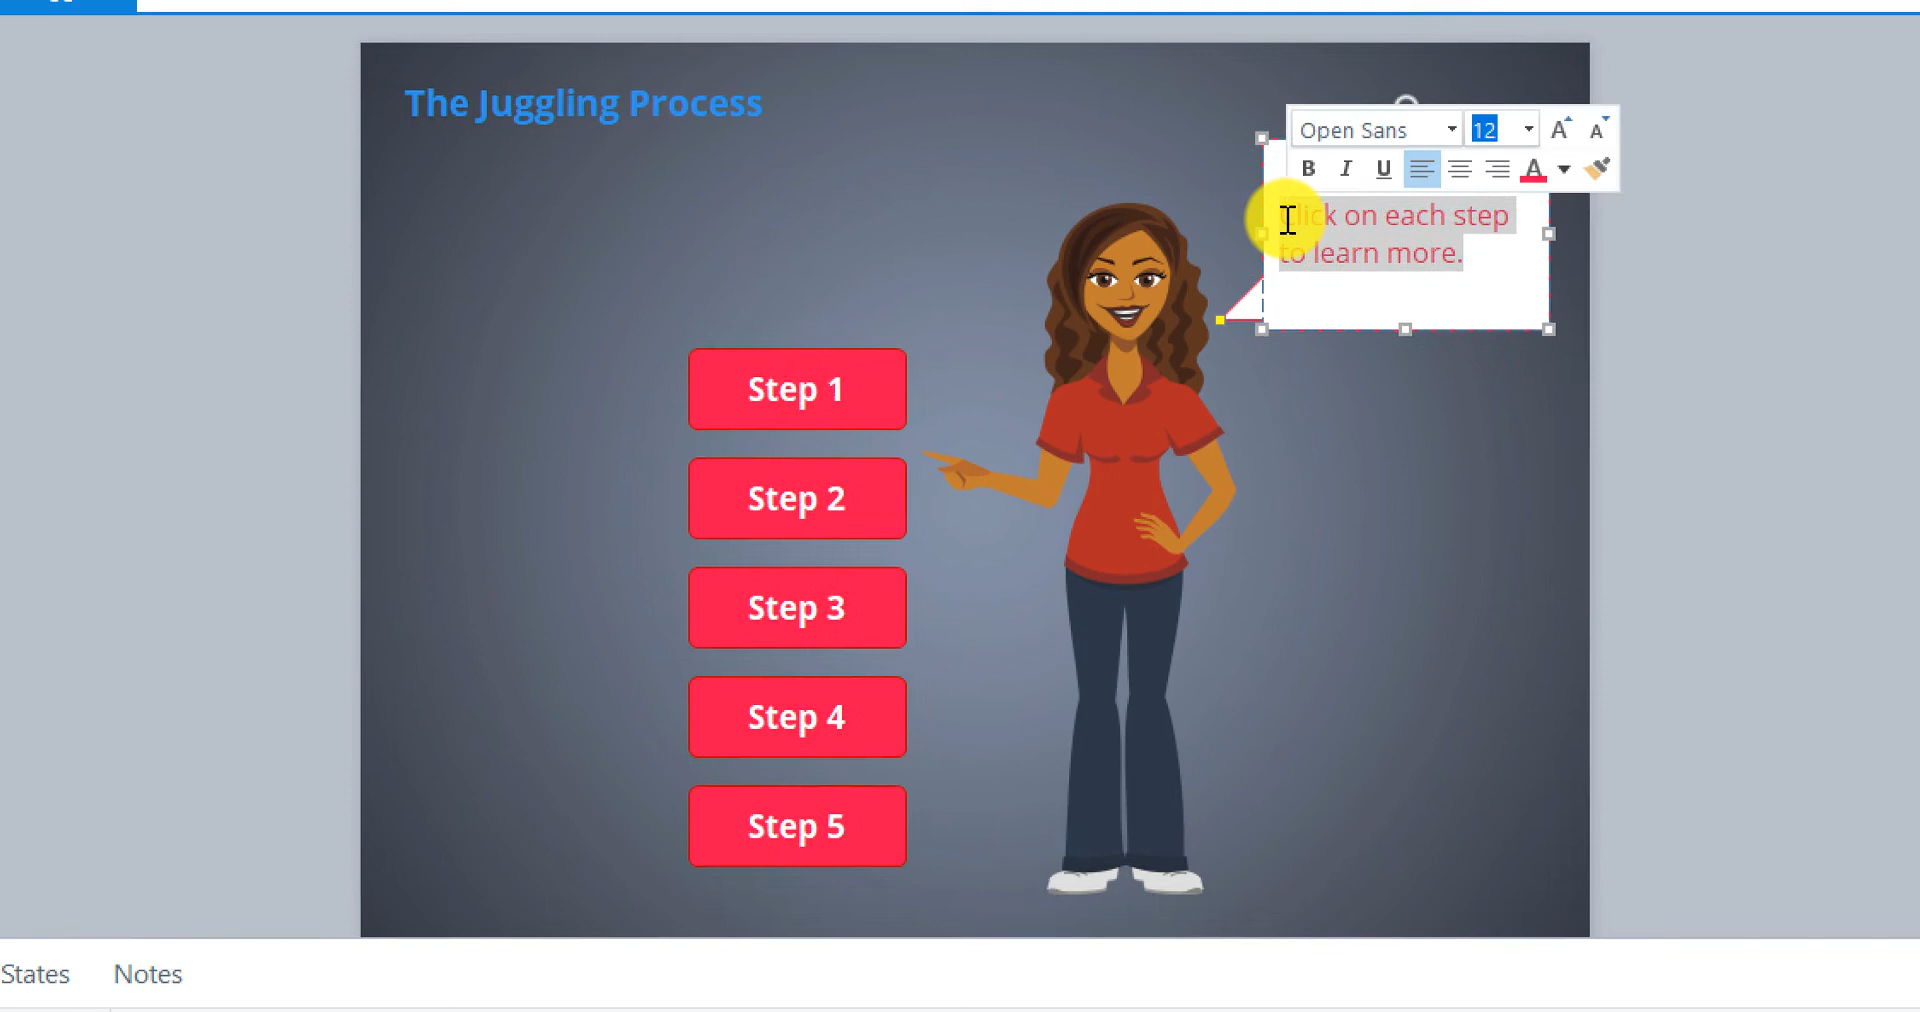 The Juggling Process
Open Sans
12
A A
B I U A
Click on each step
to learn more.
Step 1
Step 2
Step 3
Step 4
Step 5
States Notes